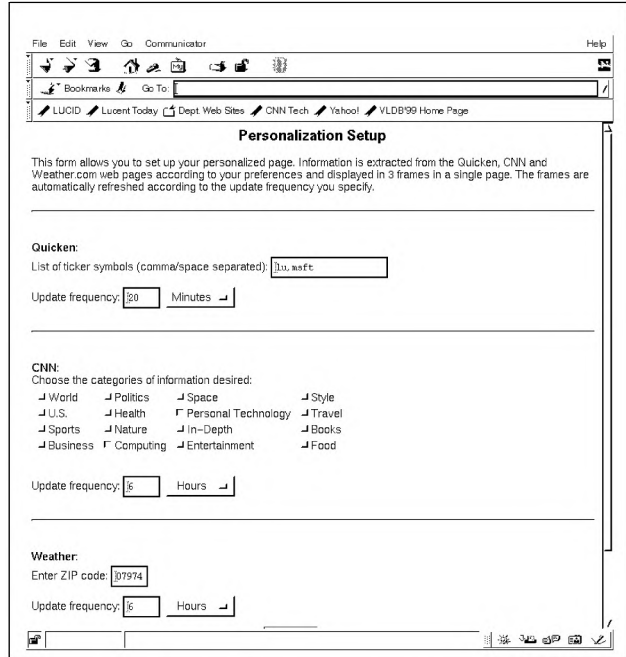 File Edit View Go Communicator Help
My
Bookmarks Go To:
LUCID Lucent Today Dept. Web Sites CNN Tech Yahoo! VLDB'99 Home Page
Personalization Setup
This form allows you to set up your personalized page. Information is extracted from the Quicken, CNN and
Weather.com web pages according to your preferences and displayed in 3 frames in a single page. The frames are
automatically refreshed according to the update frequency you specify.
Quicken:
List of ticker symbols (comma/space separated): lu,msft
Update frequency: 20 Minutes
CNN:
Choose the categories of information desired:
World Politics Space Style
U.S. Health Personal Technology Travel
Sports Nature In-Depth Books
Business Computing Entertainment Food
Update frequency: 6 Hours
Weather:
Enter ZIP code: 07974
Update frequency: 6 Hours